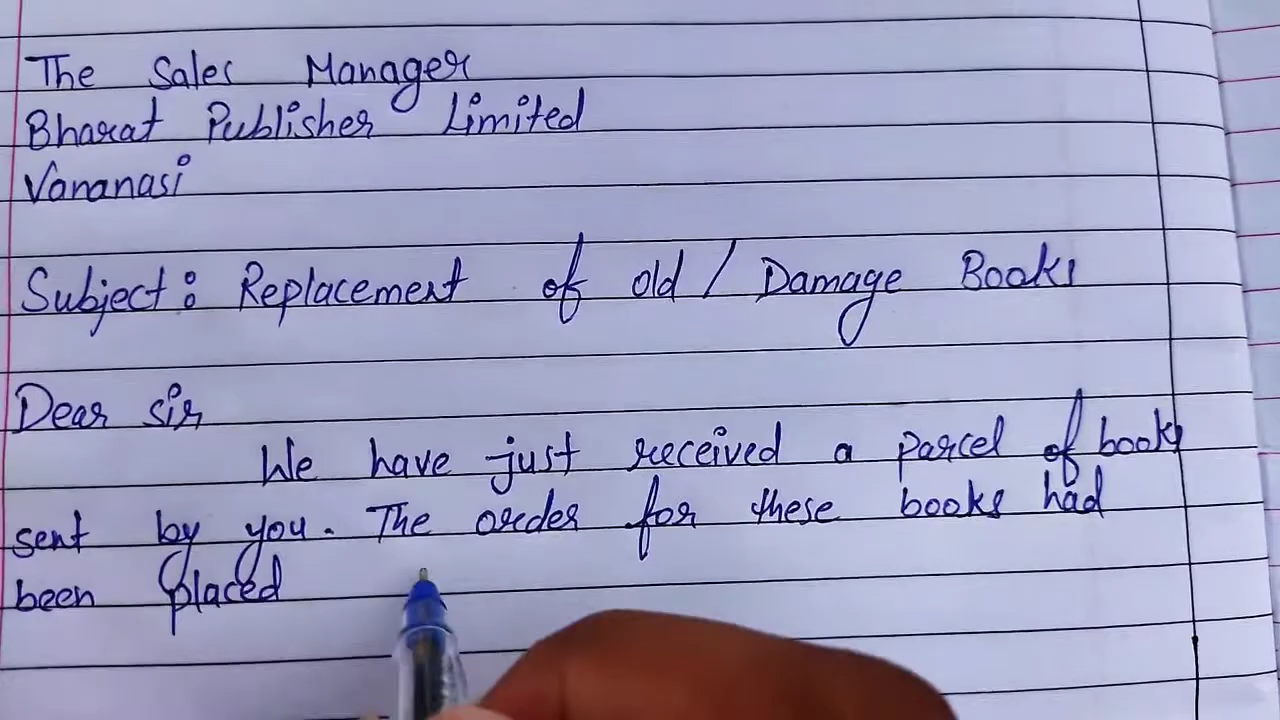 The Sales Manager
Bharat Publisher Limited
Varanasi
Subject: Replacement of old / Damage Books
Dear sir
We have just received a parcel of books
sent by you. The order for these books had
been placed